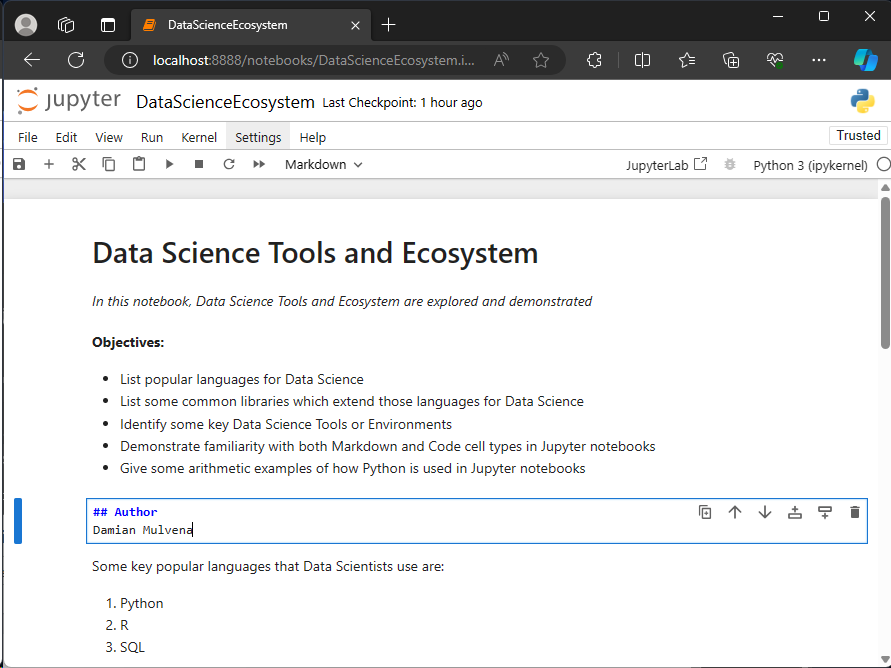 DataScienceEcosystem
localhost:8888/notebooks/DataScienceEcosystem.i...
jupyter DataScienceEcosystem Last Checkpoint: 1 hour ago
File Edit View Run Kernel Settings Help Trusted
Markdown JupyterLab Python 3 (ipykernel)
Data Science Tools and Ecosystem
In this notebook, Data Science Tools and Ecosystem are explored and demonstrated
Objectives:
• List popular languages for Data Science
• List some common libraries which extend those languages for Data Science
• Identify some key Data Science Tools or Environments
• Demonstrate familiarity with both Markdown and Code cell types in Jupyter notebooks
• Give some arithmetic examples of how Python is used in Jupyter notebooks
## Author
Damian Mulvena
Some key popular languages that Data Scientists use are:
1. Python
2. R
3. SQL